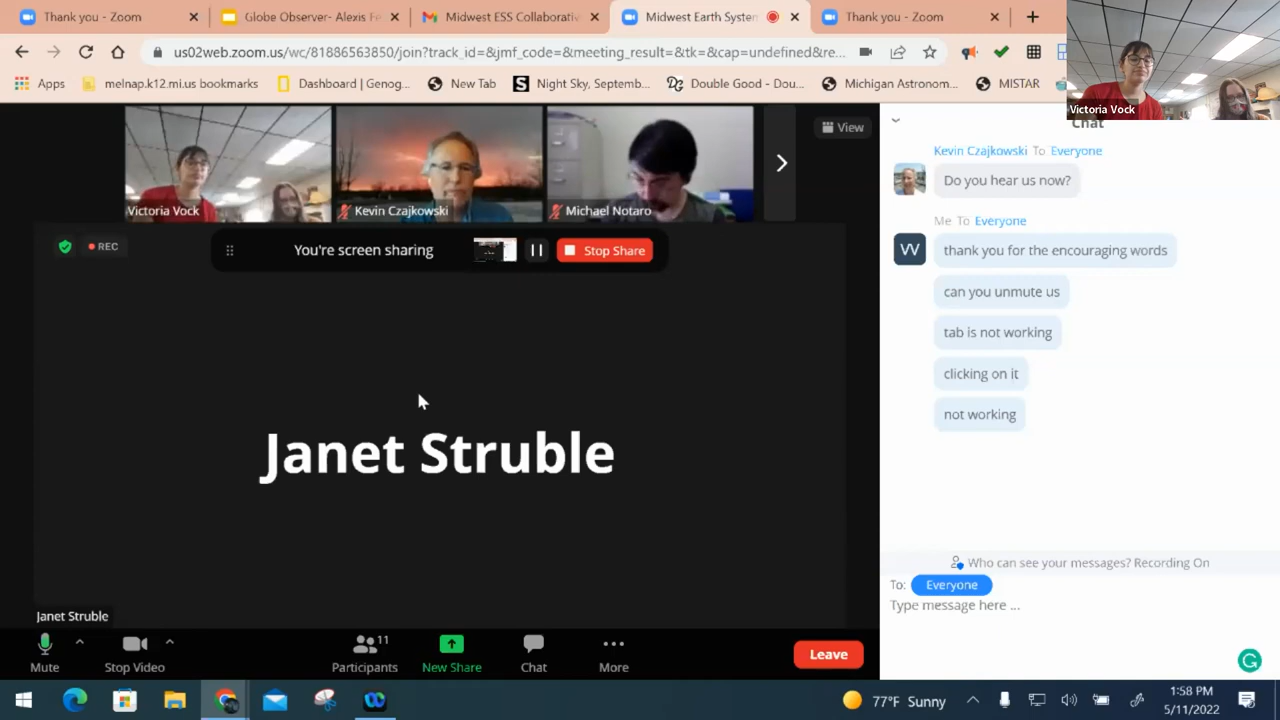 Thank you - Zoom
Globe Observer- Alexis Fe
Midwest ESS Collaborativ
Midwest Earth System
Thank you - Zoom
us02web.zoom.us/wc/81886563850/join?track_id=&jmf_code=&meeting_result=&tk=&cap=undefined&re...
Apps
melnap.k12.mi.us bookmarks
Dashboard | Genog...
New Tab
Night Sky, Septemb...
Double Good - Dou...
Michigan Astronom...
MISTAR
Victoria Vock
Chat
View
Victoria Vock
Kevin Czajkowski
Michael Notaro
REC
You're screen sharing
Stop Share
Janet Struble
Janet Struble
Kevin Czajkowski To Everyone
Do you hear us now?
Me To Everyone
VV
thank you for the encouraging words
can you unmute us
tab is not working
clicking on it
not working
Who can see your messages? Recording On
To: Everyone
Type message here ...
Mute
Stop Video
11
Participants
New Share
Chat
More
Leave
77°F Sunny
1:58 PM
5/11/2022